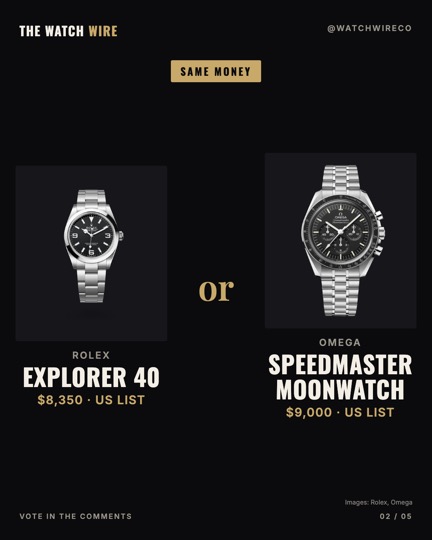 THE WATCH WIRE
@WATCHWIRECO
SAME MONEY
or
ROLEX
EXPLORER 40
$8,350 · US LIST
OMEGA
SPEEDMASTER
MOONWATCH
$9,000 · US LIST
Images: Rolex, Omega
VOTE IN THE COMMENTS
02 / 05